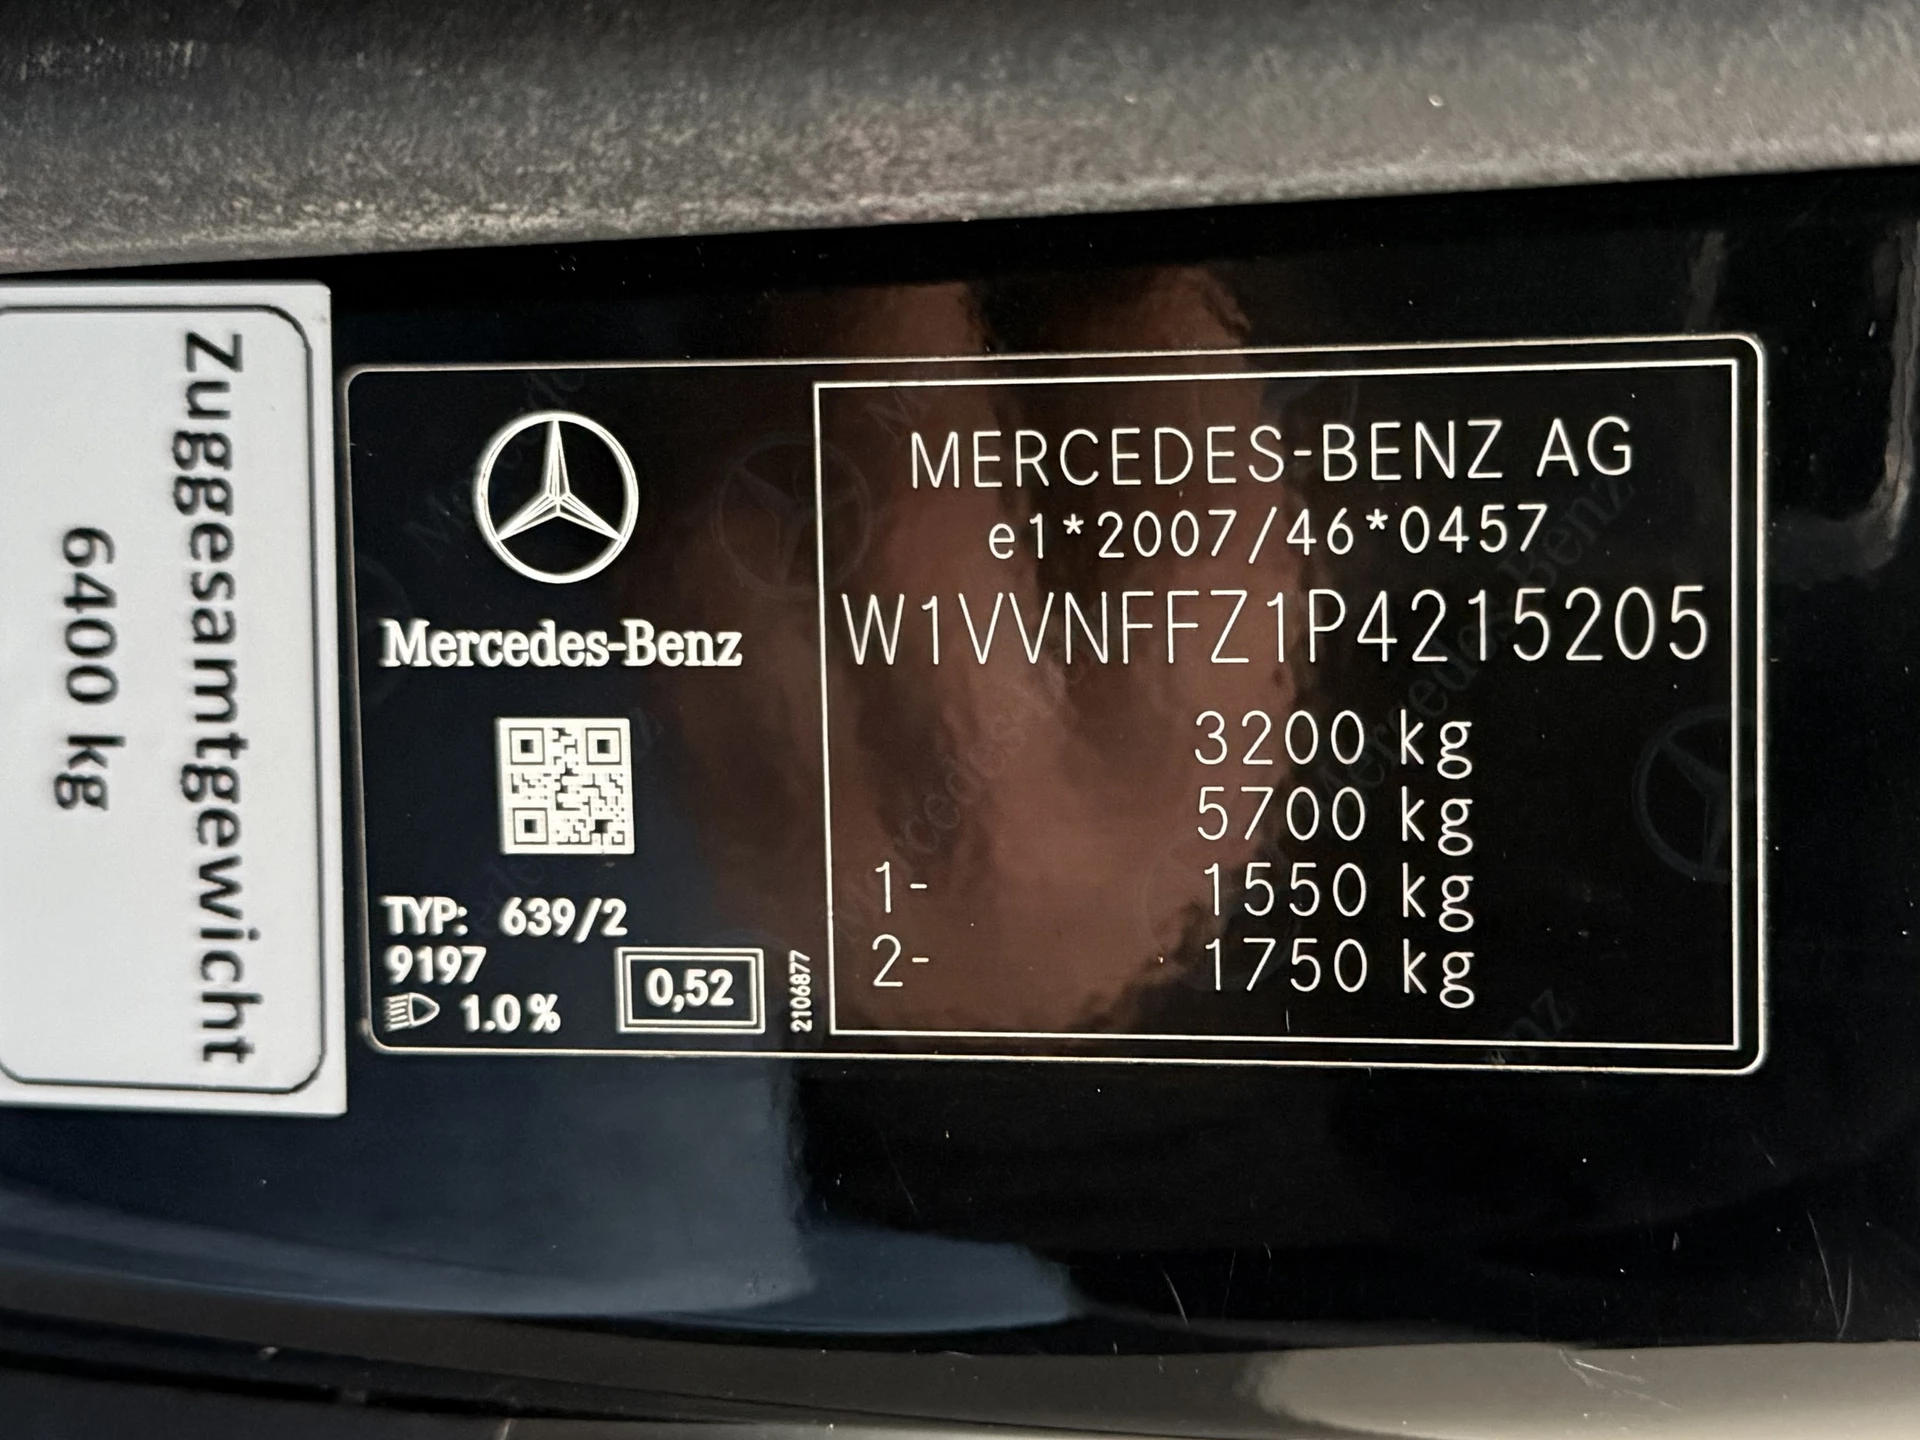 Zuggesamtgewicht
6400 kg
Mercedes-Benz
TYP: 639/2
9197
1.0%
0,52
2106877
MERCEDES-BENZ AG
e1*2007/46*0457
W1VVNFFZ1P4215205
3200 kg
5700 kg
1- 1550 kg
2- 1750 kg